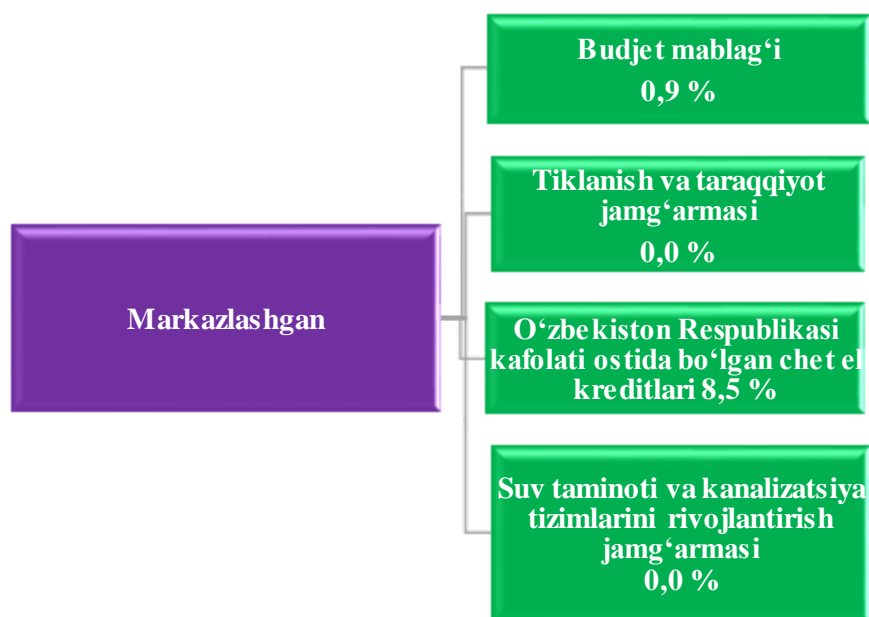 Markazlashgan
Budjet mablag‘i
0,9 %
Tiklanish va taraqqiyot
jamg‘armasi
0,0 %
O‘zbekiston Respublikasi
kafolati ostida bo‘lgan chet el
kreditlari 8,5 %
Suv taminoti va kanalizatsiya
tizimlarini rivojlantirish
jamg‘armasi
0,0 %